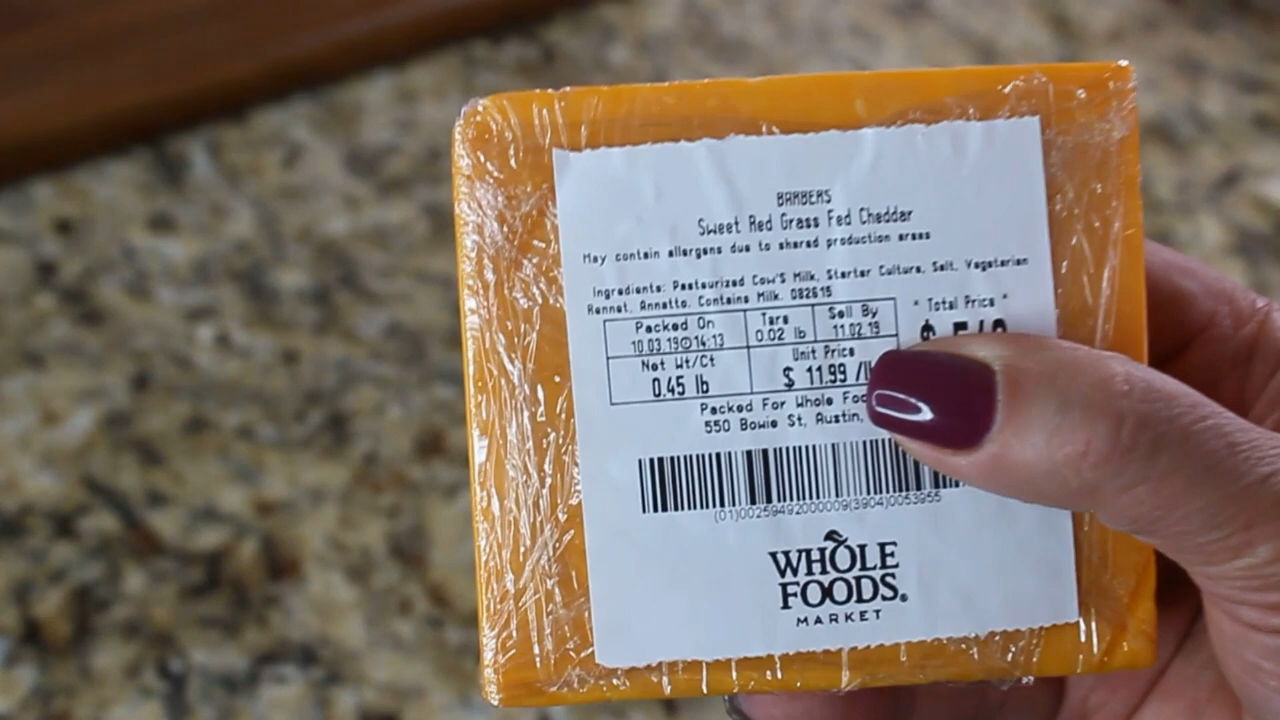 BARBERS
Sweet Red Grass Fed Cheddar
May contain allergens due to shared production areas
Ingredients: Pasteurized Cow'S Milk, Starter Culture, Salt, Vegetarian
Rennet, Annatto. Contains Milk. 082615
* Total Price *
$
Packed On
10.03.19 14:13
Tare
0.02 lb
Sell By
11.02.19
Net Wt/Ct
0.45 lb
Unit Price
$ 11.99 /l
Packed For Whole Foo
550 Bowie St, Austin,
(01)00259492000009(3904)0053955
WHOLE
FOODS®
MARKET